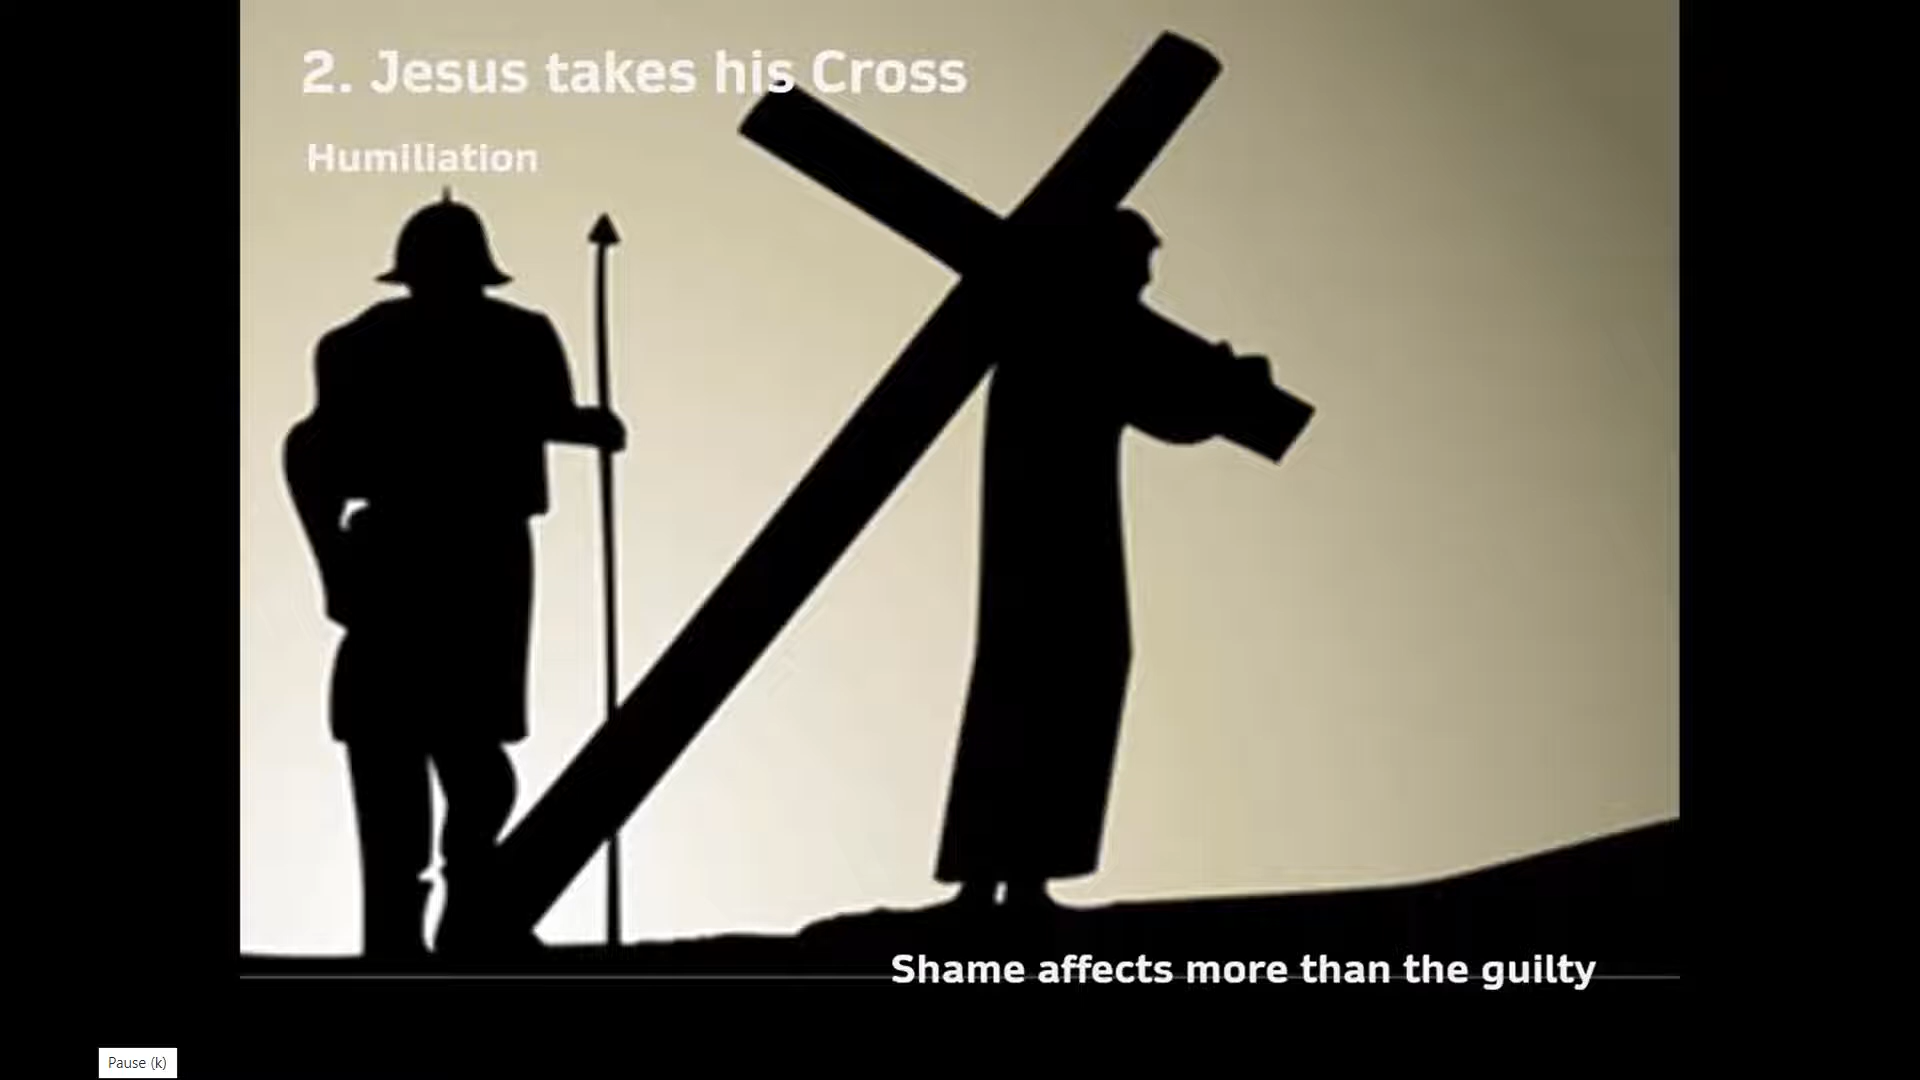 2. Jesus takes his Cross
Humiliation
Shame affects more than the guilty
Pause (k)